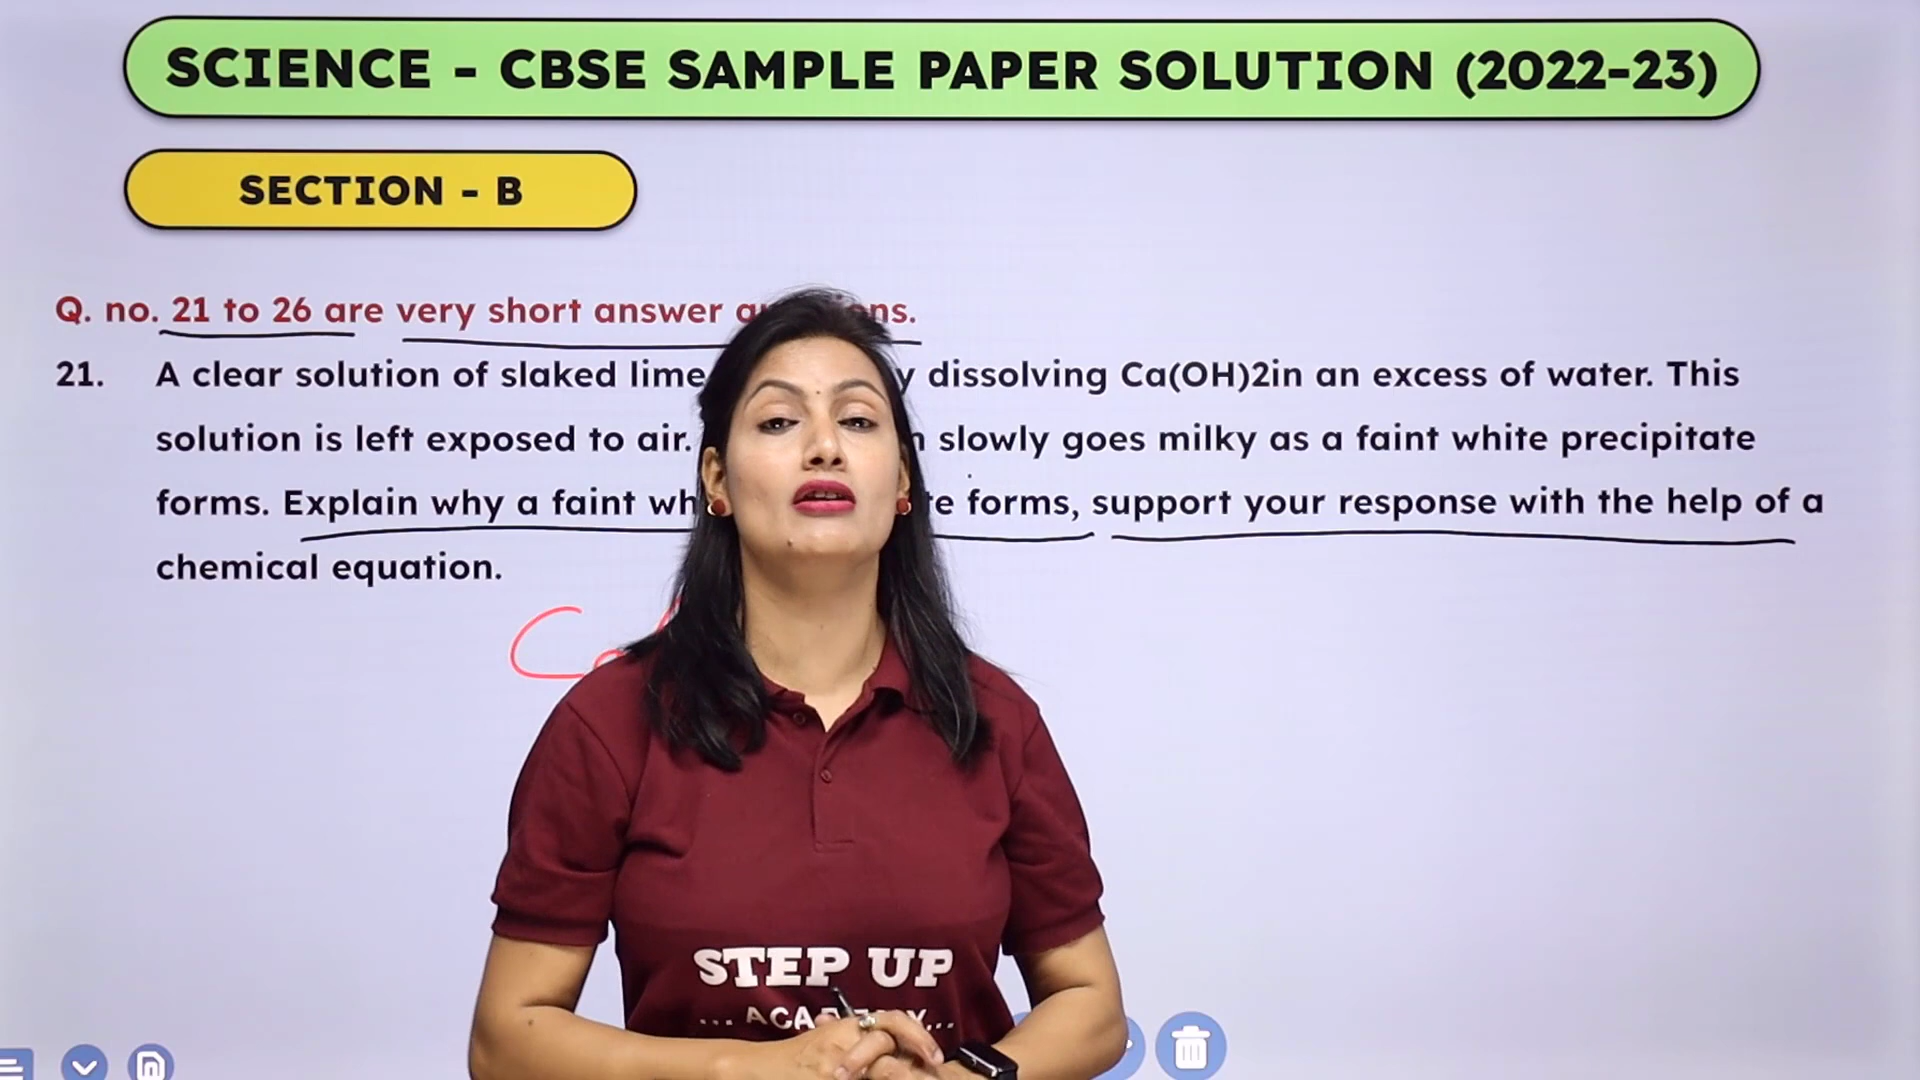 SCIENCE - CBSE SAMPLE PAPER SOLUTION (2022-23)
SECTION - B
Q. no. 21 to 26 are very short answer
21. A clear solution of slaked lime dissolving Ca(OH)2in an excess of water. This
solution is left exposed to air. slowly goes milky as a faint white precipitate
forms. Explain why a faint forms, support your response with the help of a
chemical equation.
STEP UP
... ACADEMY...